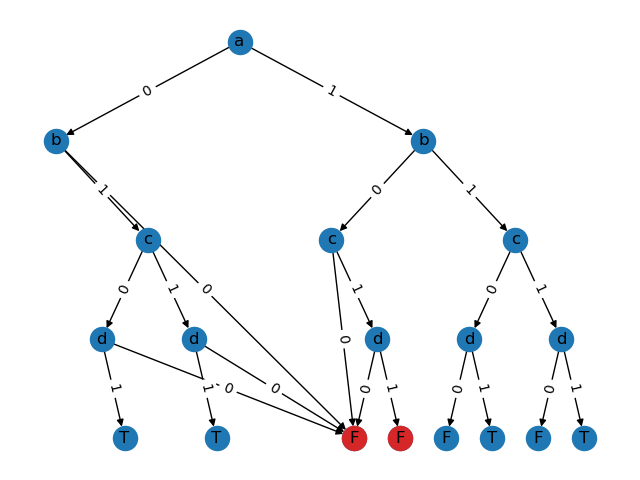 a
0 1
b b
1 0 1
c c c
0 1 0 1 0 1
d d d d d
0
1 1 0 0 0 1 0 1 0 1
T T F F F T F T